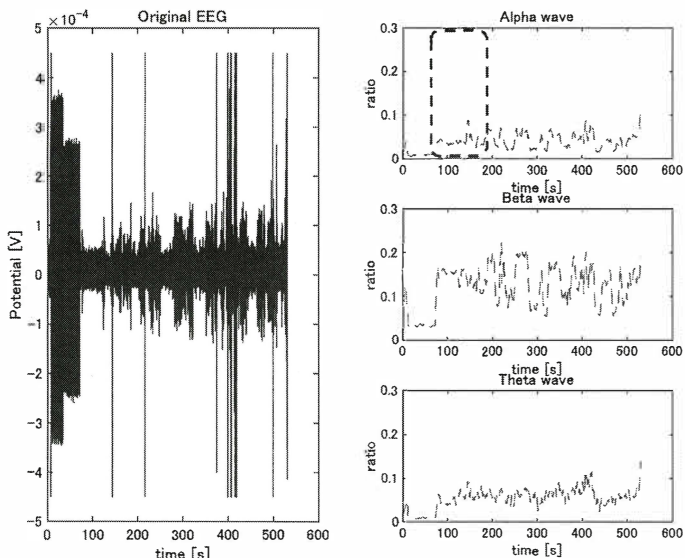 Original EEG
× 10⁻⁴
5
4
3
2
1
0
-1
-2
-3
-4
-5
0 100 200 300 400 500 600
Potential [V]
time [s]
Alpha wave
0.3
0.2
0.1
0
0 100 200 300 400 500 600
ratio
time [s]
Beta wave
0.3
0.2
0.1
0
0 100 200 300 400 500 600
ratio
time [s]
Theta wave
0.3
0.2
0.1
0
0 100 200 300 400 500 600
ratio
time [s]